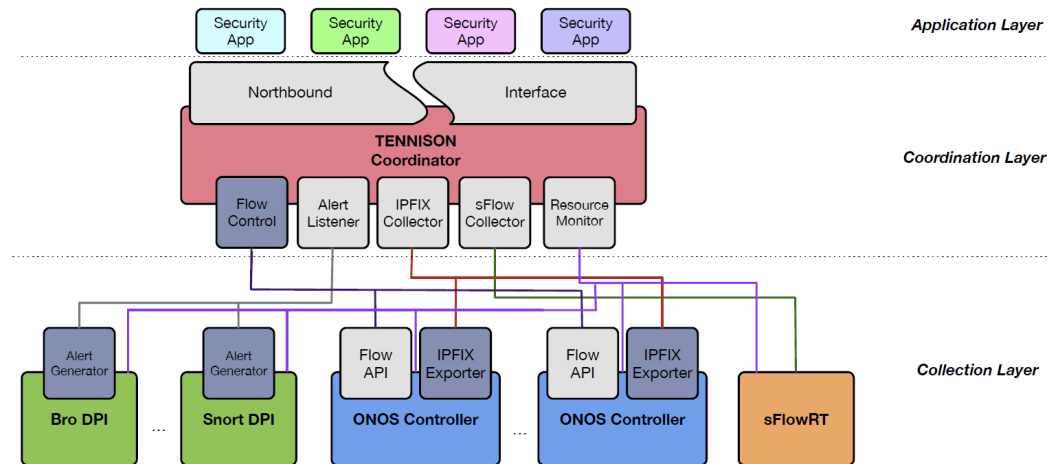 Security
App
Security
App
Security
App
Security
App
Application Layer
Northbound
Interface
TENNISON
Coordinator
Coordination Layer
Flow
Control
Alert
Listener
IPFIX
Collector
sFlow
Collector
Resource
Monitor
Alert
Generator
Alert
Generator
Flow
API
IPFIX
Exporter
Flow
API
IPFIX
Exporter
Collection Layer
Bro DPI
...
Snort DPI
ONOS Controller
...
ONOS Controller
sFlowRT